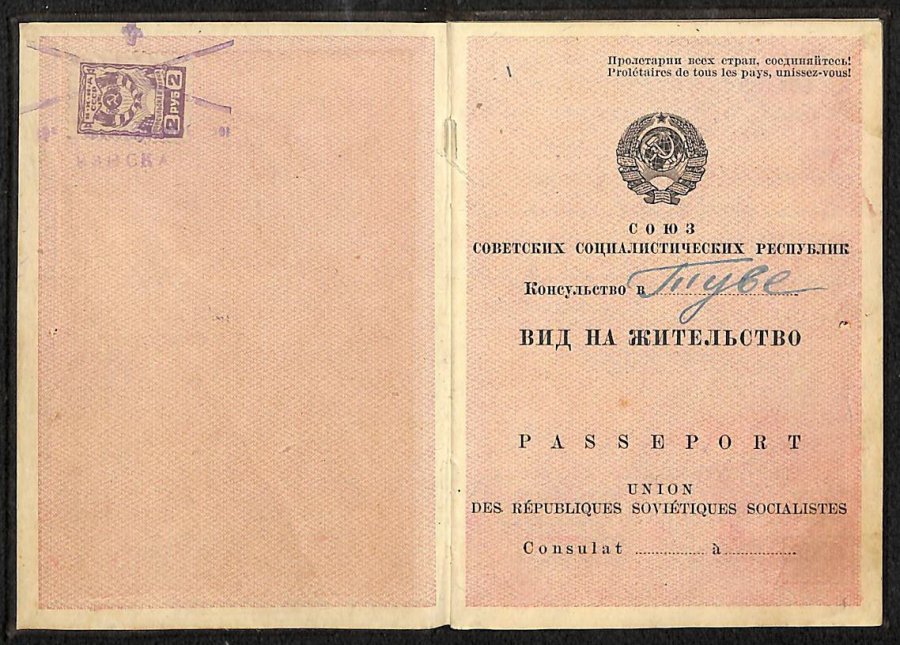 2 РУБ 2
СССР
Пролетарии всех стран, соединяйтесь!
Prolétaires de tous les pays, unissez-vous!
СОЮЗ
СОВЕТСКИХ СОЦИАЛИСТИЧЕСКИХ РЕСПУБЛИК
Консульство в Туве
ВИД НА ЖИТЕЛЬСТВО
PASSEPORT
UNION
DES RÉPUBLIQUES SOVIÉTIQUES SOCIALISTES
Consulat ............... à...............